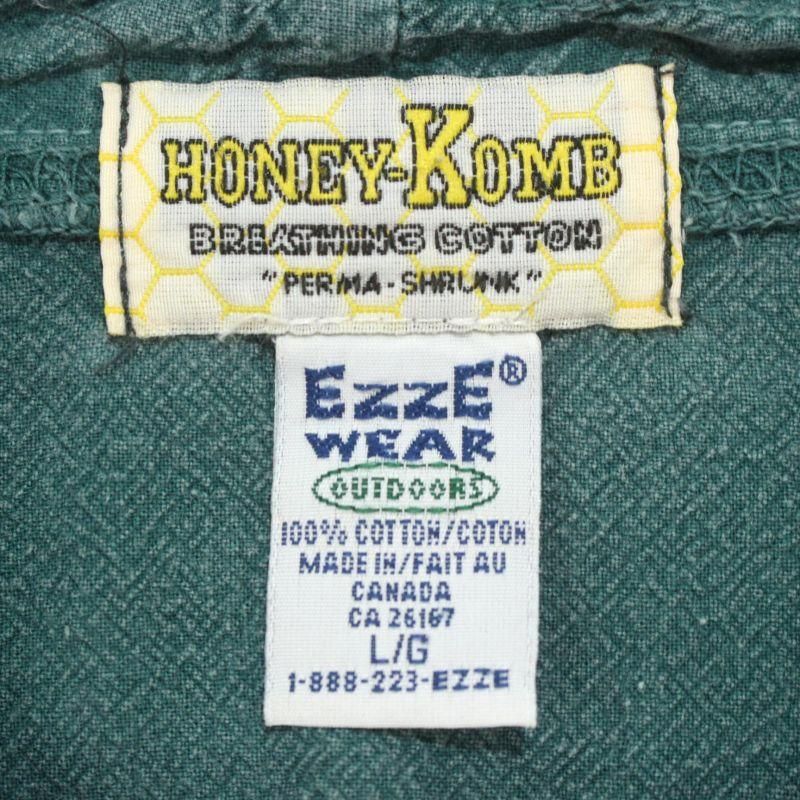 HONEY-KOMB
BREATHING COTTON
"PERMA-SHRUNK"
EZZE®
WEAR
OUTDOORS
100% COTTON/COTON
MADE IN/FAIT AU
CANADA
CA 26167
L/G
1-888-223-EZZE